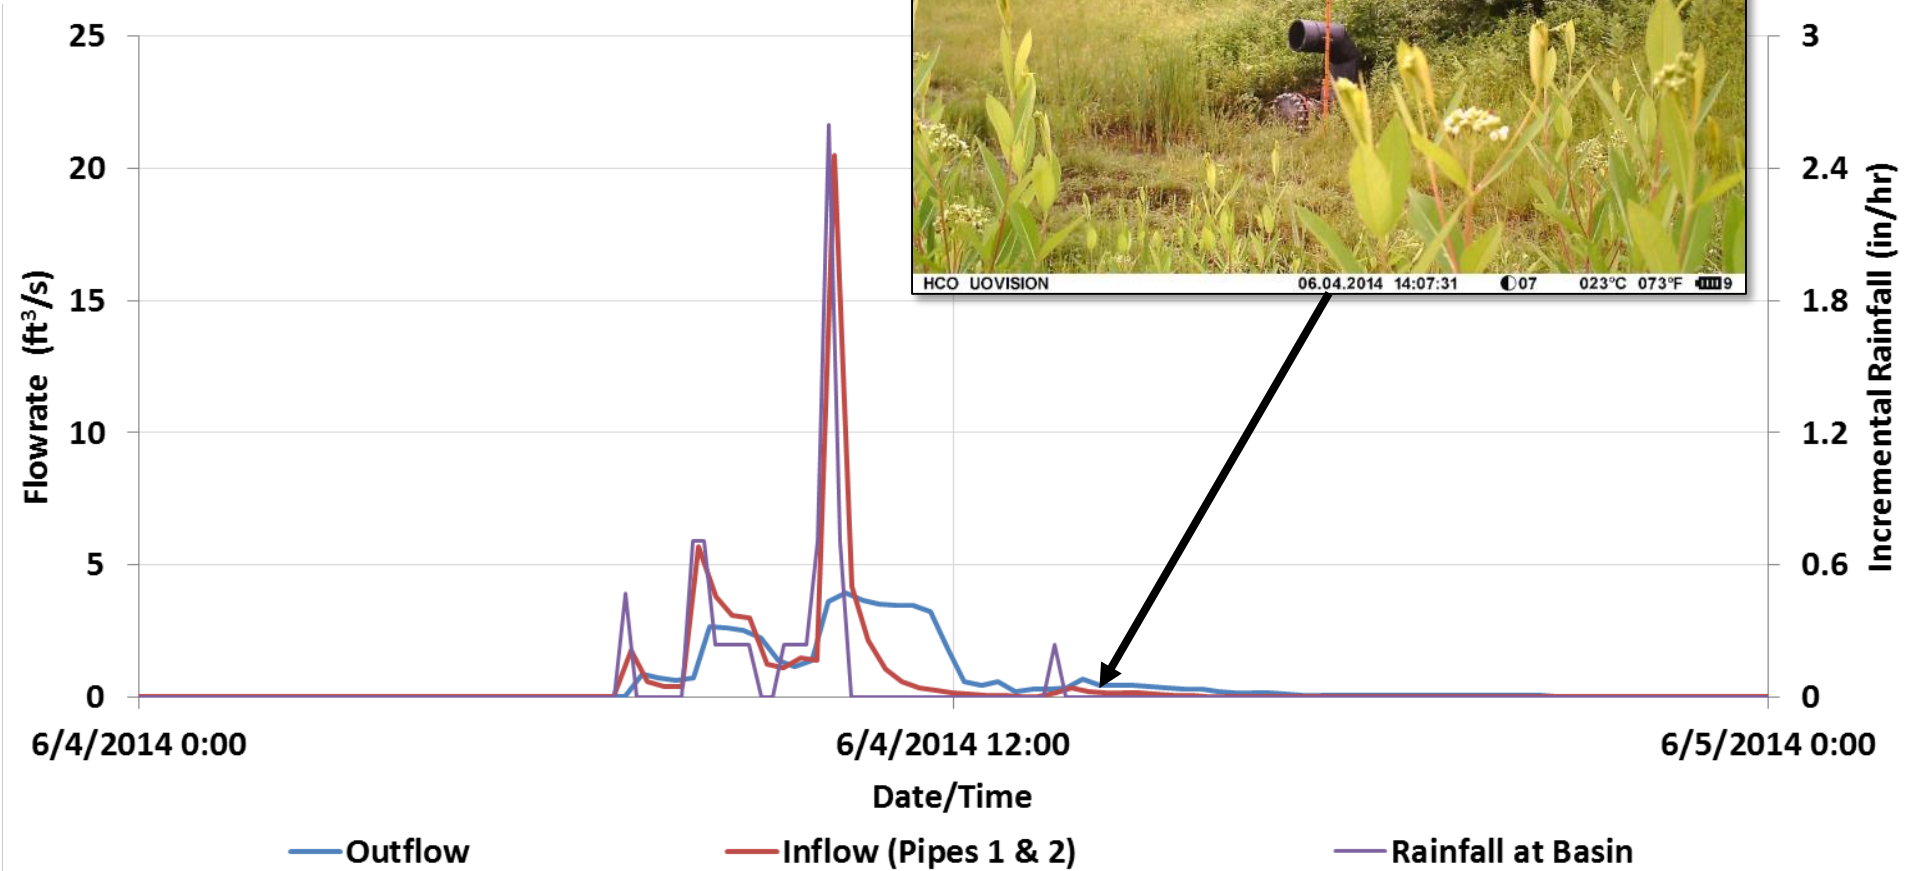 25
20
15
10
5
0
Flowrate (ft³/s)
3
2.4
1.8
1.2
0.6
0
Incremental Rainfall (in/hr)
HCO UOVISION 06.04.2014 14:07:31 07 023°C 073°F 9
6/4/2014 0:00 6/4/2014 12:00 6/5/2014 0:00
Date/Time
Outflow Inflow (Pipes 1 & 2) Rainfall at Basin